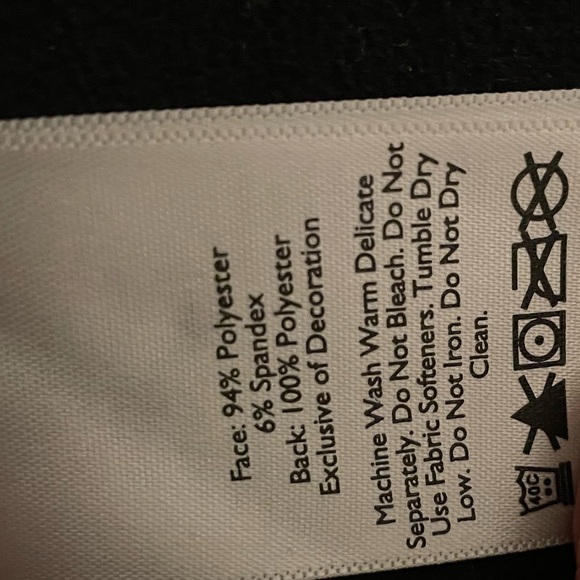 Face: 94% Polyester
6% Spandex
Back: 100% Polyester
Exclusive of Decoration
Machine Wash Warm Delicate
Separately. Do Not Bleach. Do Not
Use Fabric Softeners. Tumble Dry
Low. Do Not Iron. Do Not Dry
Clean.
40C